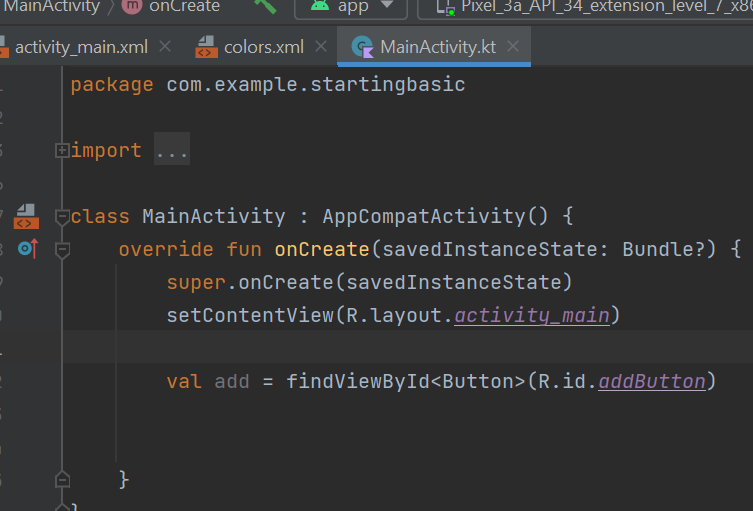 MainActivity m onCreate app Pixel_3a_API_34_extension_level_7_x86
activity_main.xml colors.xml MainActivity.kt
package com.example.startingbasic
import ...
class MainActivity : AppCompatActivity() {
override fun onCreate(savedInstanceState: Bundle?) {
super.onCreate(savedInstanceState)
setContentView(R.layout.activity_main)
val add = findViewById<Button>(R.id.addButton)
}
}